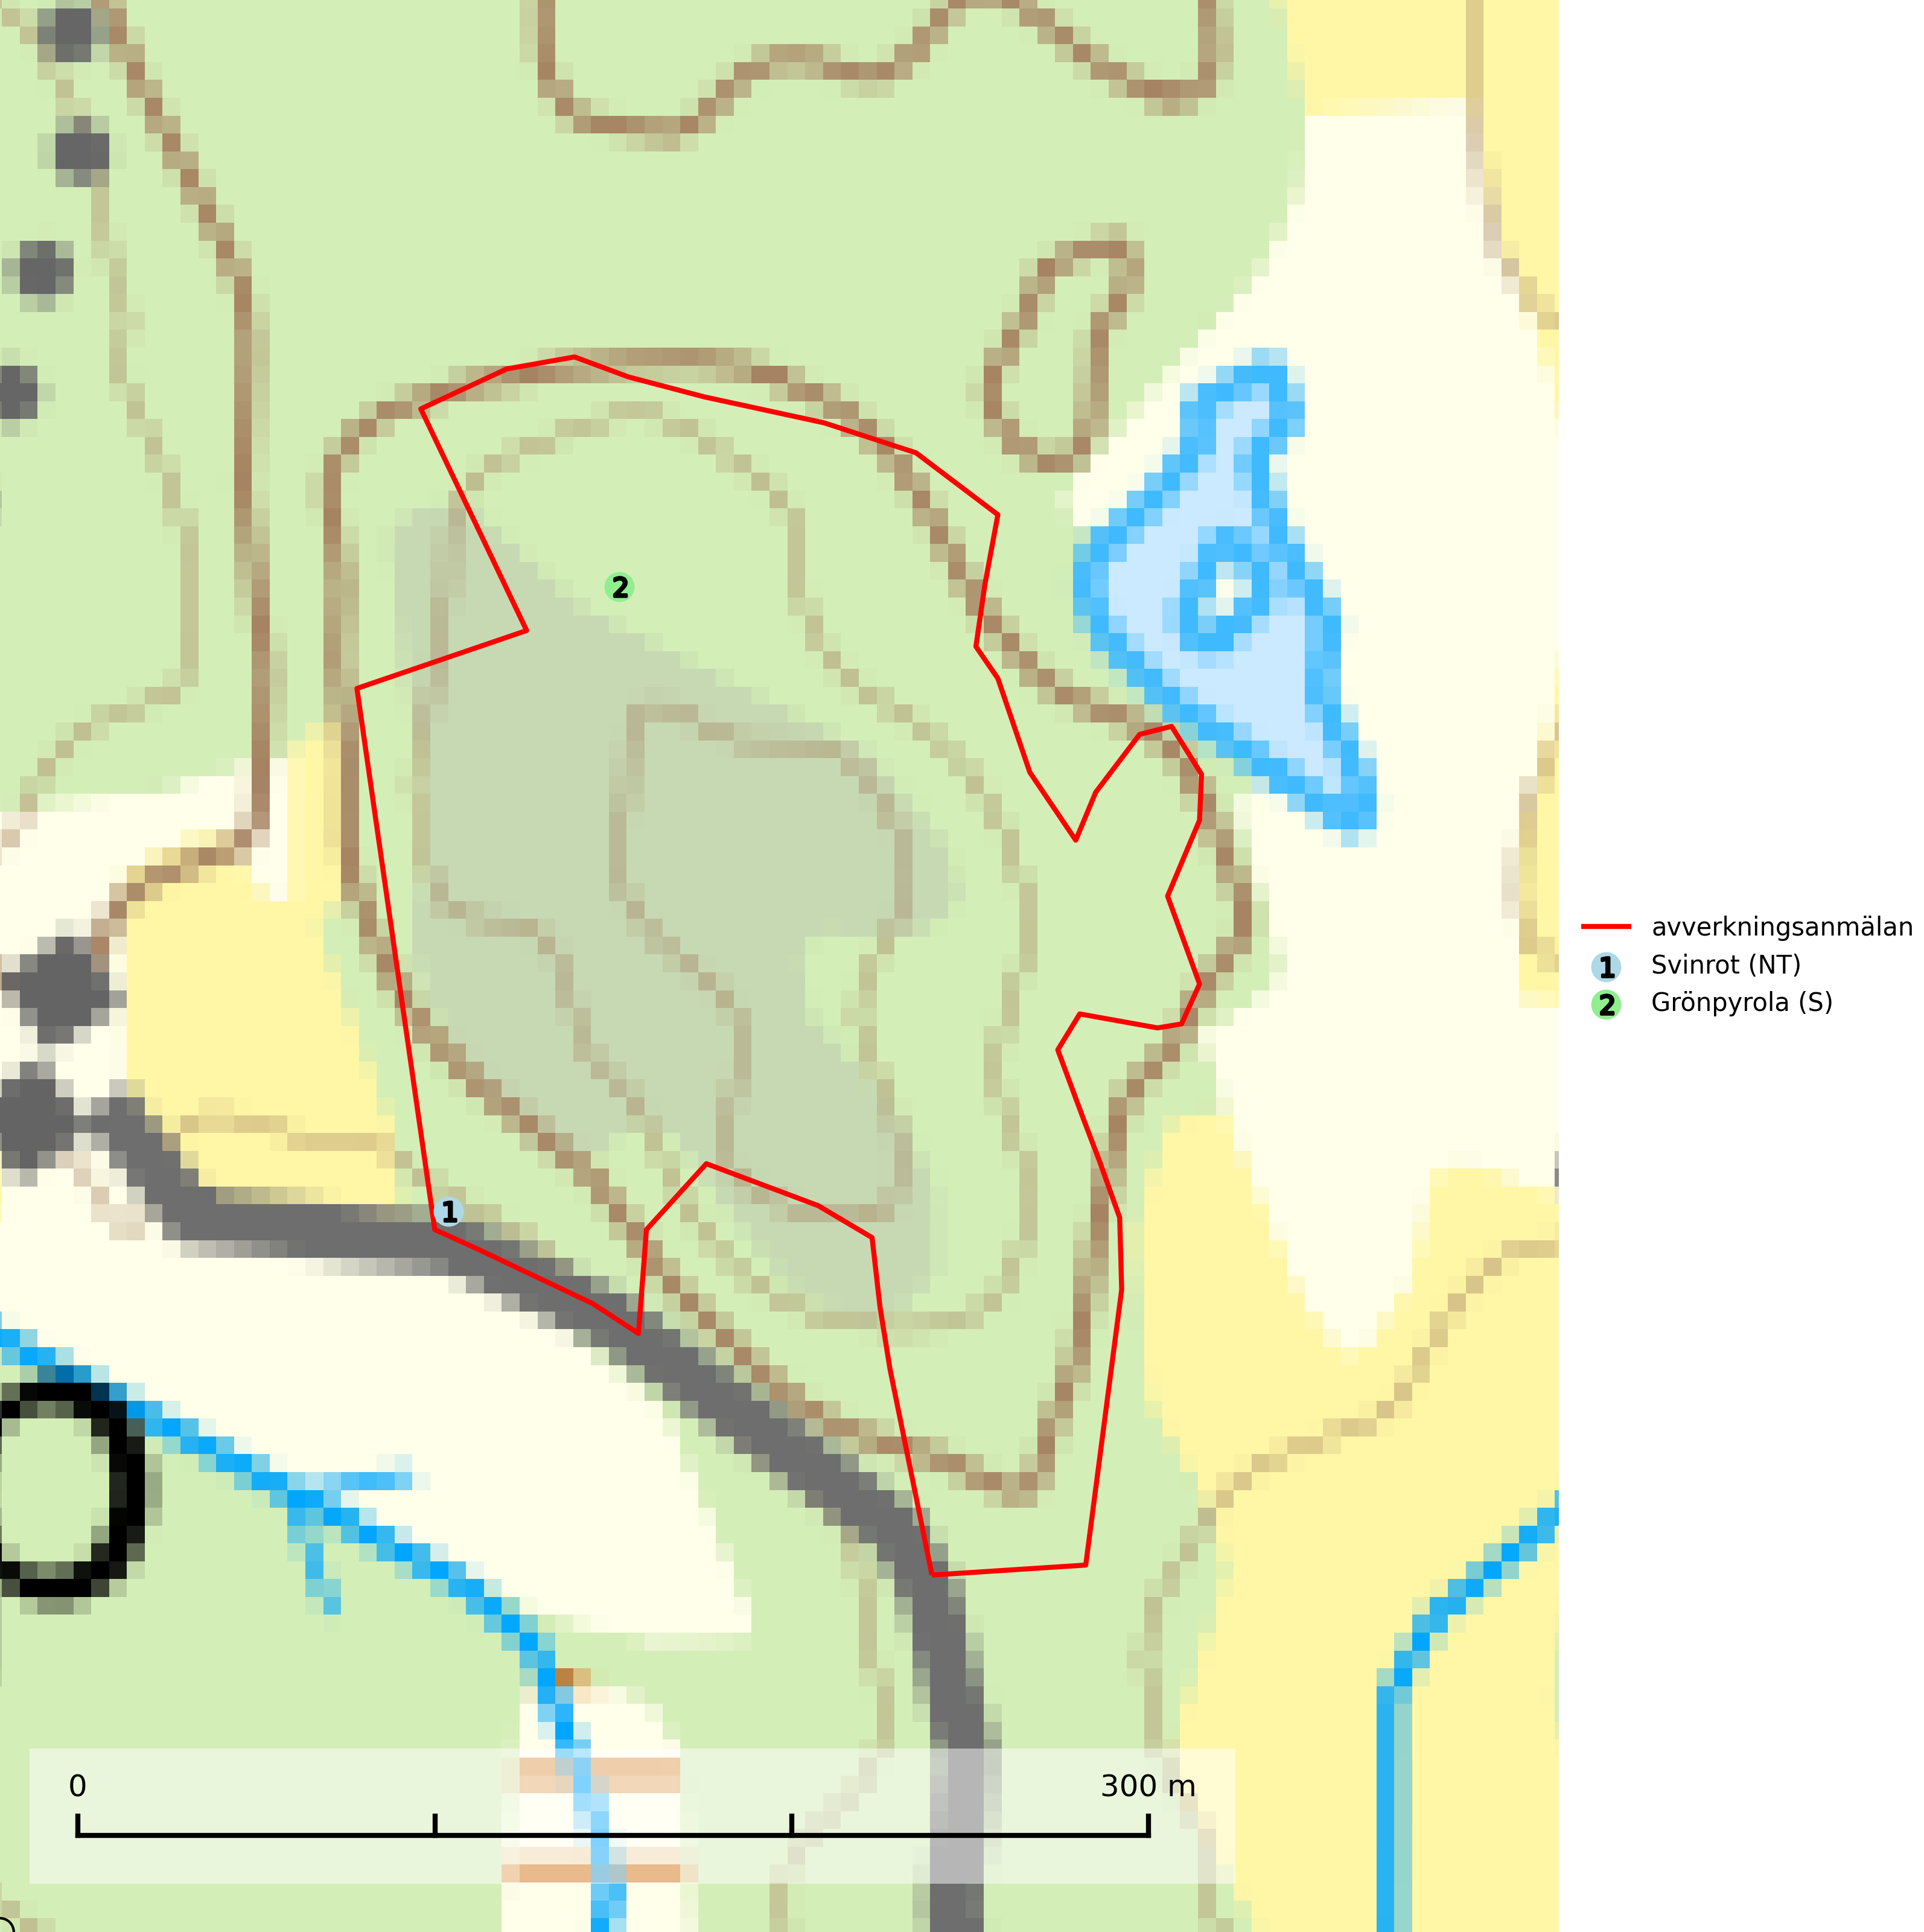 2
1
avverkningsanmälan
1 Svinrot (NT)
2 Grönpyrola (S)
0 300 m